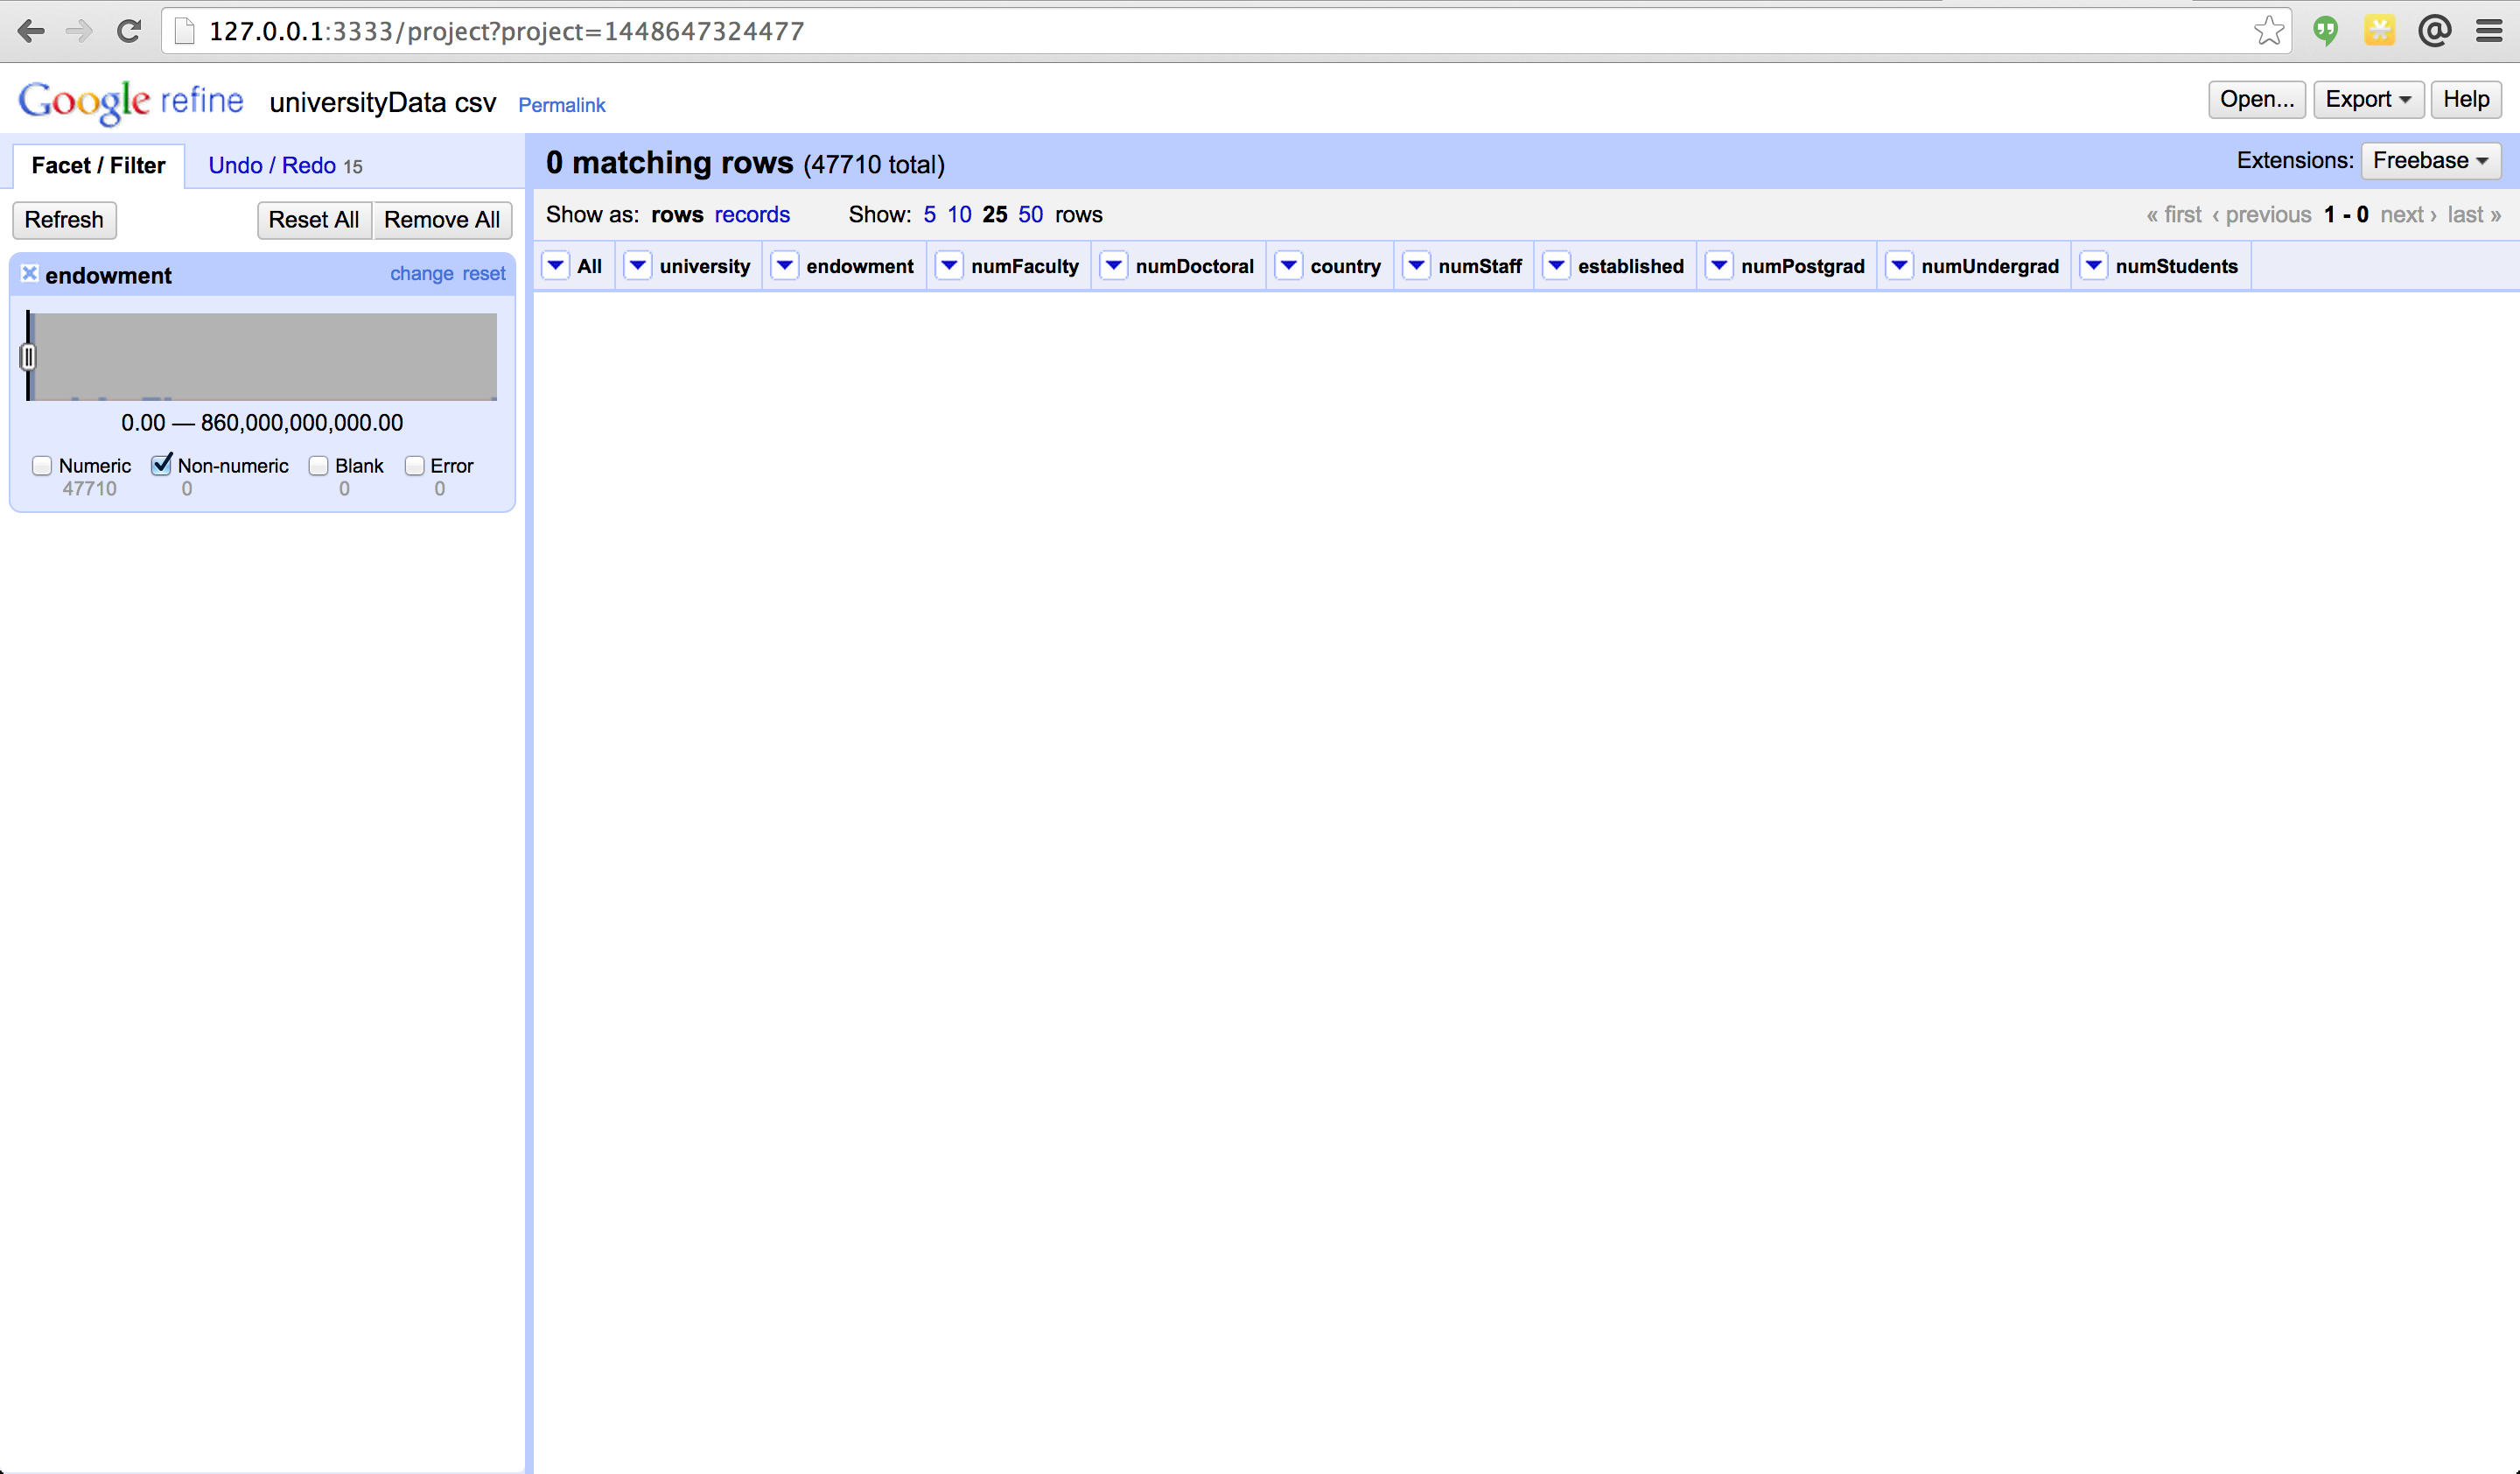 127.0.0.1:3333/project?project=1448647324477
Google refine universityData csv Permalink Open... Export Help
Facet / Filter Undo / Redo 15 0 matching rows (47710 total) Extensions: Freebase
Refresh Reset All Remove All Show as: rows records Show: 5 10 25 50 rows « first ‹ previous 1 - 0 next › last »
All university endowment numFaculty numDoctoral country numStaff established numPostgrad numUndergrad numStudents
endowment change reset
0.00 — 860,000,000,000.00
Numeric Non-numeric Blank Error
47710 0 0 0